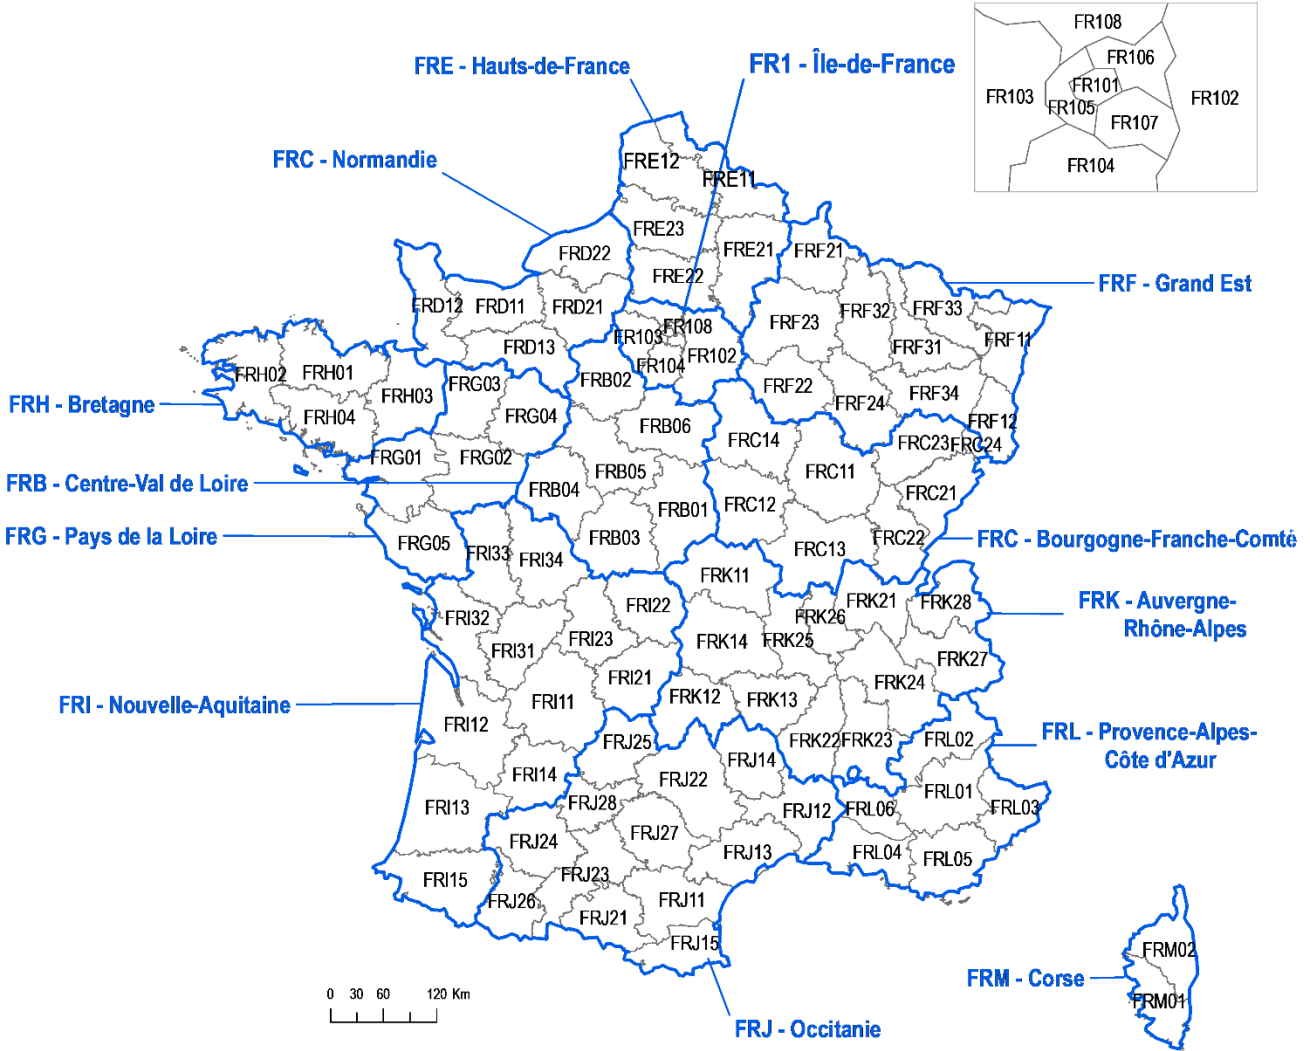 FR108
FR106
FR101
FR103
FR105
FR102
FR107
FR104
FRE - Hauts-de-France
FR1 - Île-de-France
FRC - Normandie
FRE12
FRE11
FRE23
FRE21
FRF21
FRD22
FRE22
FRF - Grand Est
FRD12
FRD11
FRD21
FRF32
FRF33
FRF23
FR108
FR103
FRF11
FRD13
FRF31
FR102
FR104
FRH02
FRH01
FRG03
FRB02
FRF22
FRF34
FRH03
FRF24
FRH - Bretagne
FRH04
FRG04
FRF12
FRB06
FRC14
FRC23
FRC24
FRG01
FRG02
FRB05
FRC11
FRB - Centre-Val de Loire
FRB04
FRC21
FRC12
FRB01
FRG - Pays de la Loire
FRG05
FRB03
FRC22
FRC - Bourgogne-Franche-Comté
FRI33
FRI34
FRC13
FRK11
FRI22
FRK21
FRK28
FRK - Auvergne-
Rhône-Alpes
FRI32
FRK26
FRI23
FRK14
FRK25
FRI31
FRK27
FRI21
FRK24
FRI11
FRK12
FRK13
FRI - Nouvelle-Aquitaine
FRI12
FRJ25
FRK22
FRK23
FRL02
FRL - Provence-Alpes-
Côte d'Azur
FRJ14
FRI14
FRJ22
FRL01
FRI13
FRJ28
FRJ12
FRL06
FRL03
FRJ24
FRJ27
FRJ13
FRL04
FRL05
FRI15
FRJ23
FRJ26
FRJ21
FRJ11
FRJ15
FRM02
FRM - Corse
FRM01
0 30 60 120 Km
FRJ - Occitanie